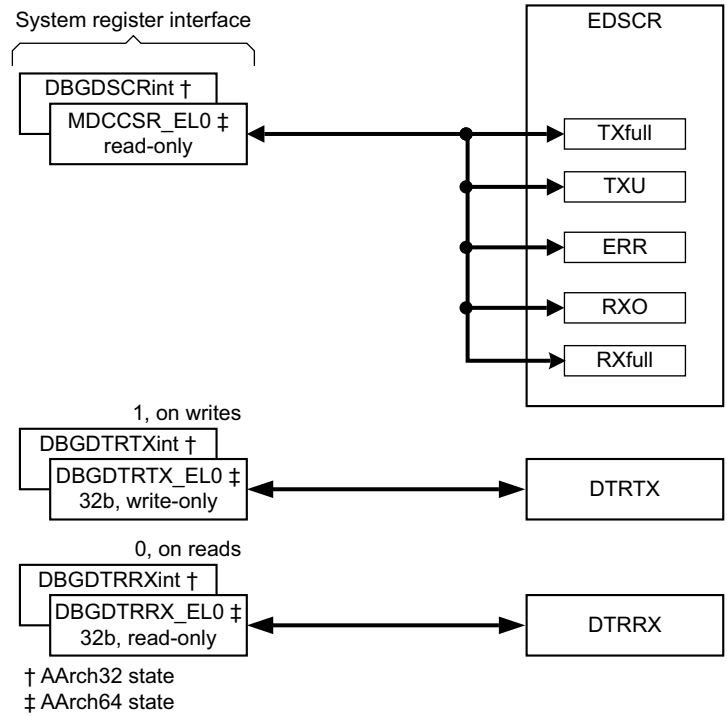 System register interface
DBGDSCRint †
MDCCSR_EL0 ‡
read-only
EDSCR
TXfull
TXU
ERR
RXO
RXfull
1, on writes
DBGDTRTXint †
DBGDTRTX_EL0 ‡
32b, write-only
DTRTX
0, on reads
DBGDTRRXint †
DBGDTRRX_EL0 ‡
32b, read-only
DTRRX
† AArch32 state
‡ AArch64 state